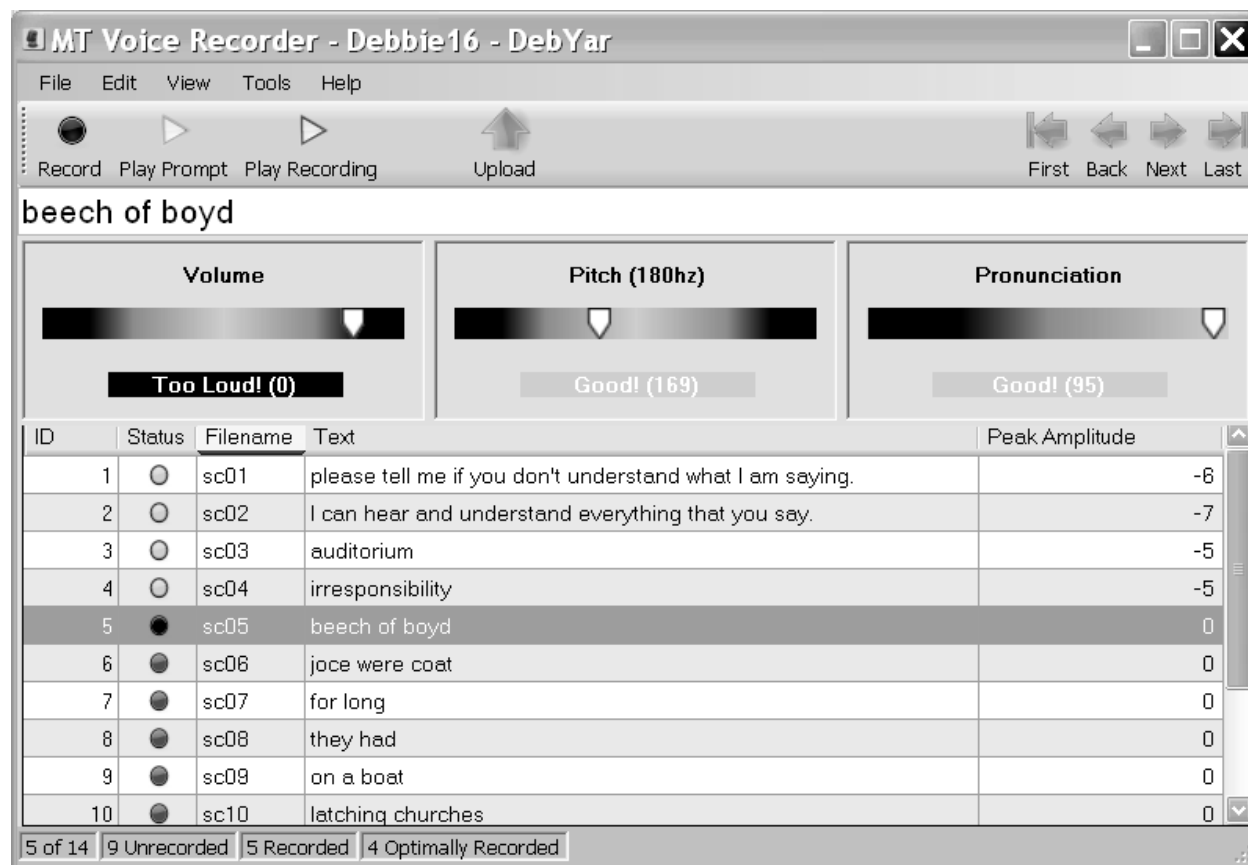 MT Voice Recorder - Debbie16 - DebYar
File Edit View Tools Help
Record Play Prompt Play Recording Upload First Back Next Last
beech of boyd
Volume Pitch (180hz) Pronunciation
Too Loud! (0) Good! (169) Good! (95)
ID Status Filename Text Peak Amplitude
1 sc01 please tell me if you don't understand what I am saying. -6
2 sc02 I can hear and understand everything that you say. -7
3 sc03 auditorium -5
4 sc04 irresponsibility -5
5 sc05 beech of boyd 0
6 sc06 joce were coat 0
7 sc07 for long 0
8 sc08 they had 0
9 sc09 on a boat 0
10 sc10 latching churches 0
5 of 14 9 Unrecorded 5 Recorded 4 Optimally Recorded